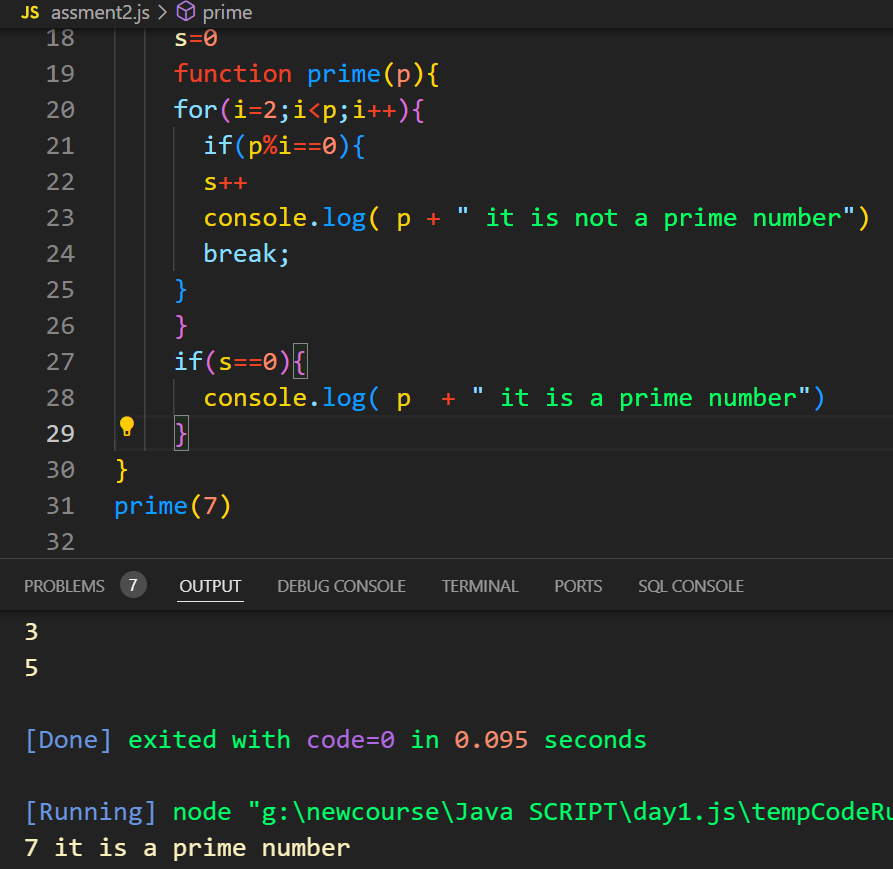 JS assment2.js > prime
18 s=0
19 function prime(p){
20 for(i=2;i<p;i++){
21 if(p%i==0){
22 s++
23 console.log( p + " it is not a prime number")
24 break;
25 }
26 }
27 if(s==0){
28 console.log( p  + " it is a prime number")
29 }
30 }
31 prime(7)
32
PROBLEMS 7 OUTPUT DEBUG CONSOLE TERMINAL PORTS SQL CONSOLE
3
5
[Done] exited with code=0 in 0.095 seconds
[Running] node "g:\newcourse\Java SCRIPT\day1.js\tempCodeRu
7 it is a prime number